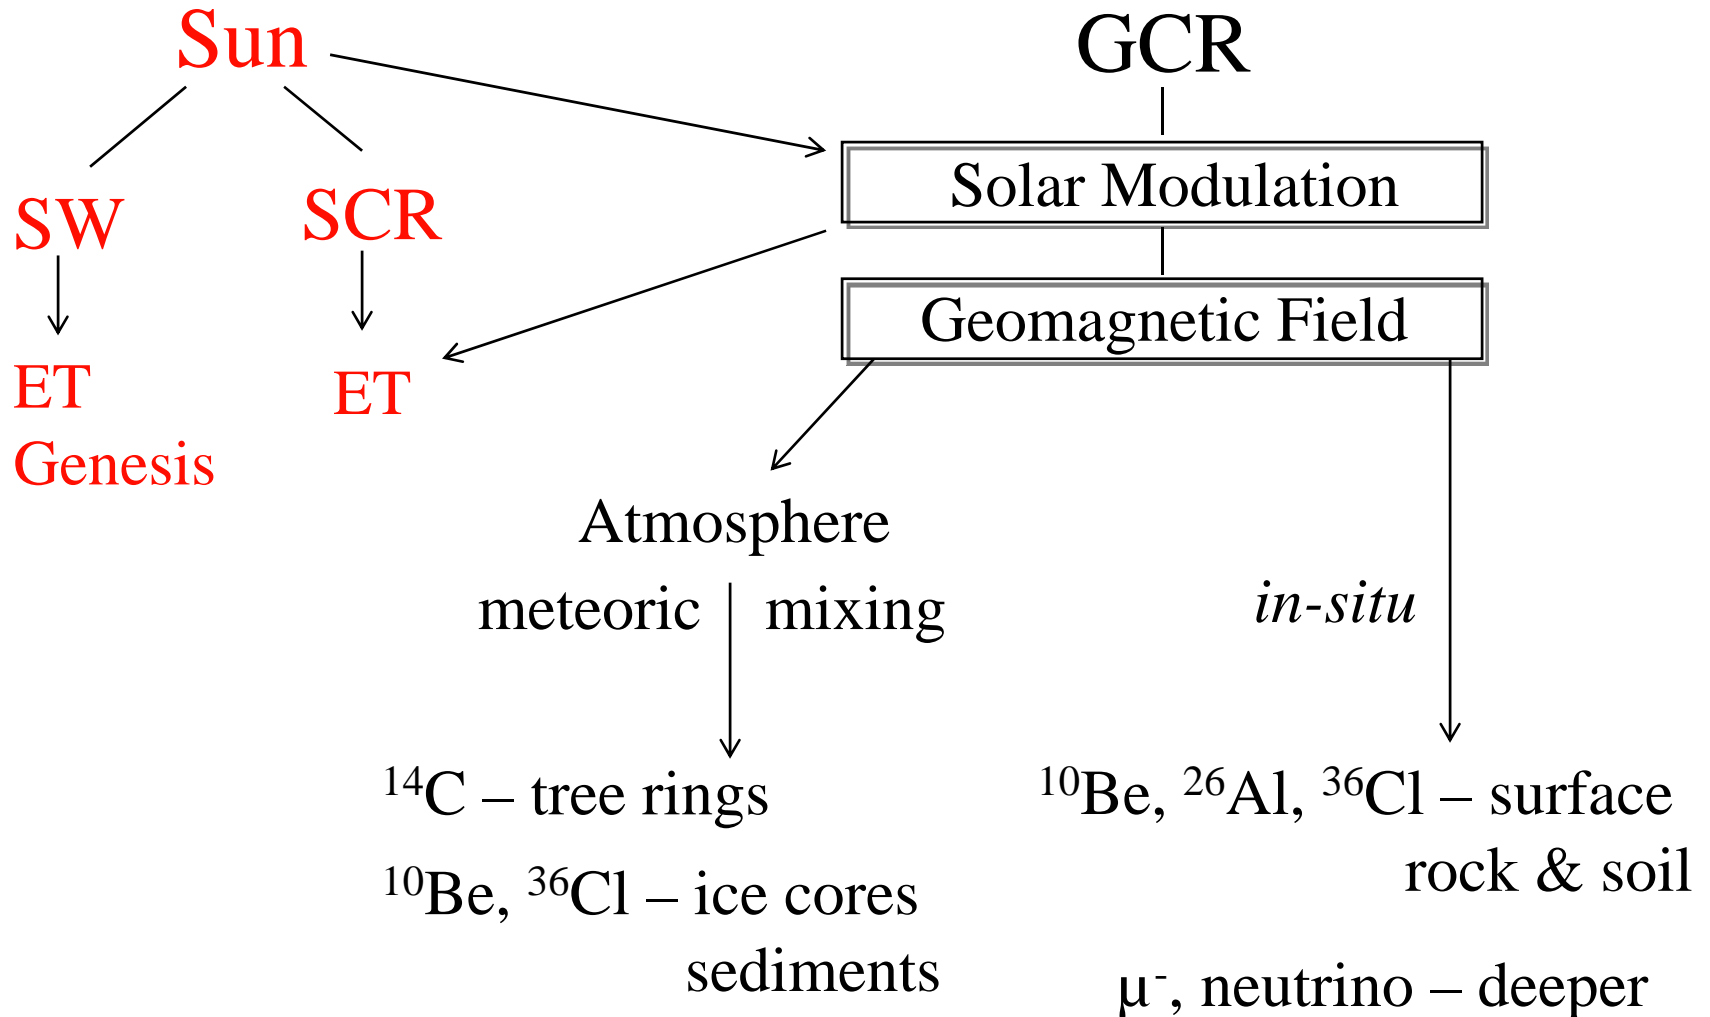 Sun
GCR
Solar Modulation
SW
SCR
Geomagnetic Field
ET
Genesis
ET
Atmosphere
meteoric mixing
in-situ
¹⁴C – tree rings
¹⁰Be, ³⁶Cl – ice cores
sediments
¹⁰Be, ²⁶Al, ³⁶Cl – surface
rock & soil
μ⁻, neutrino – deeper